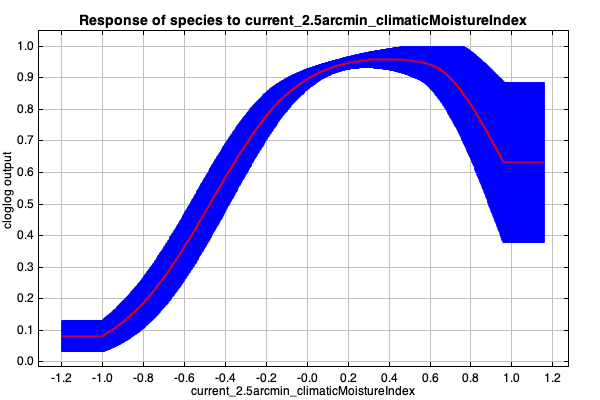 Response of species to current_2.5arcmin_climaticMoistureIndex
cloglog output
1.0
0.9
0.8
0.7
0.6
0.5
0.4
0.3
0.2
0.1
0.0
-1.2 -1.0 -0.8 -0.6 -0.4 -0.2 0.0 0.2 0.4 0.6 0.8 1.0 1.2
current_2.5arcmin_climaticMoistureIndex